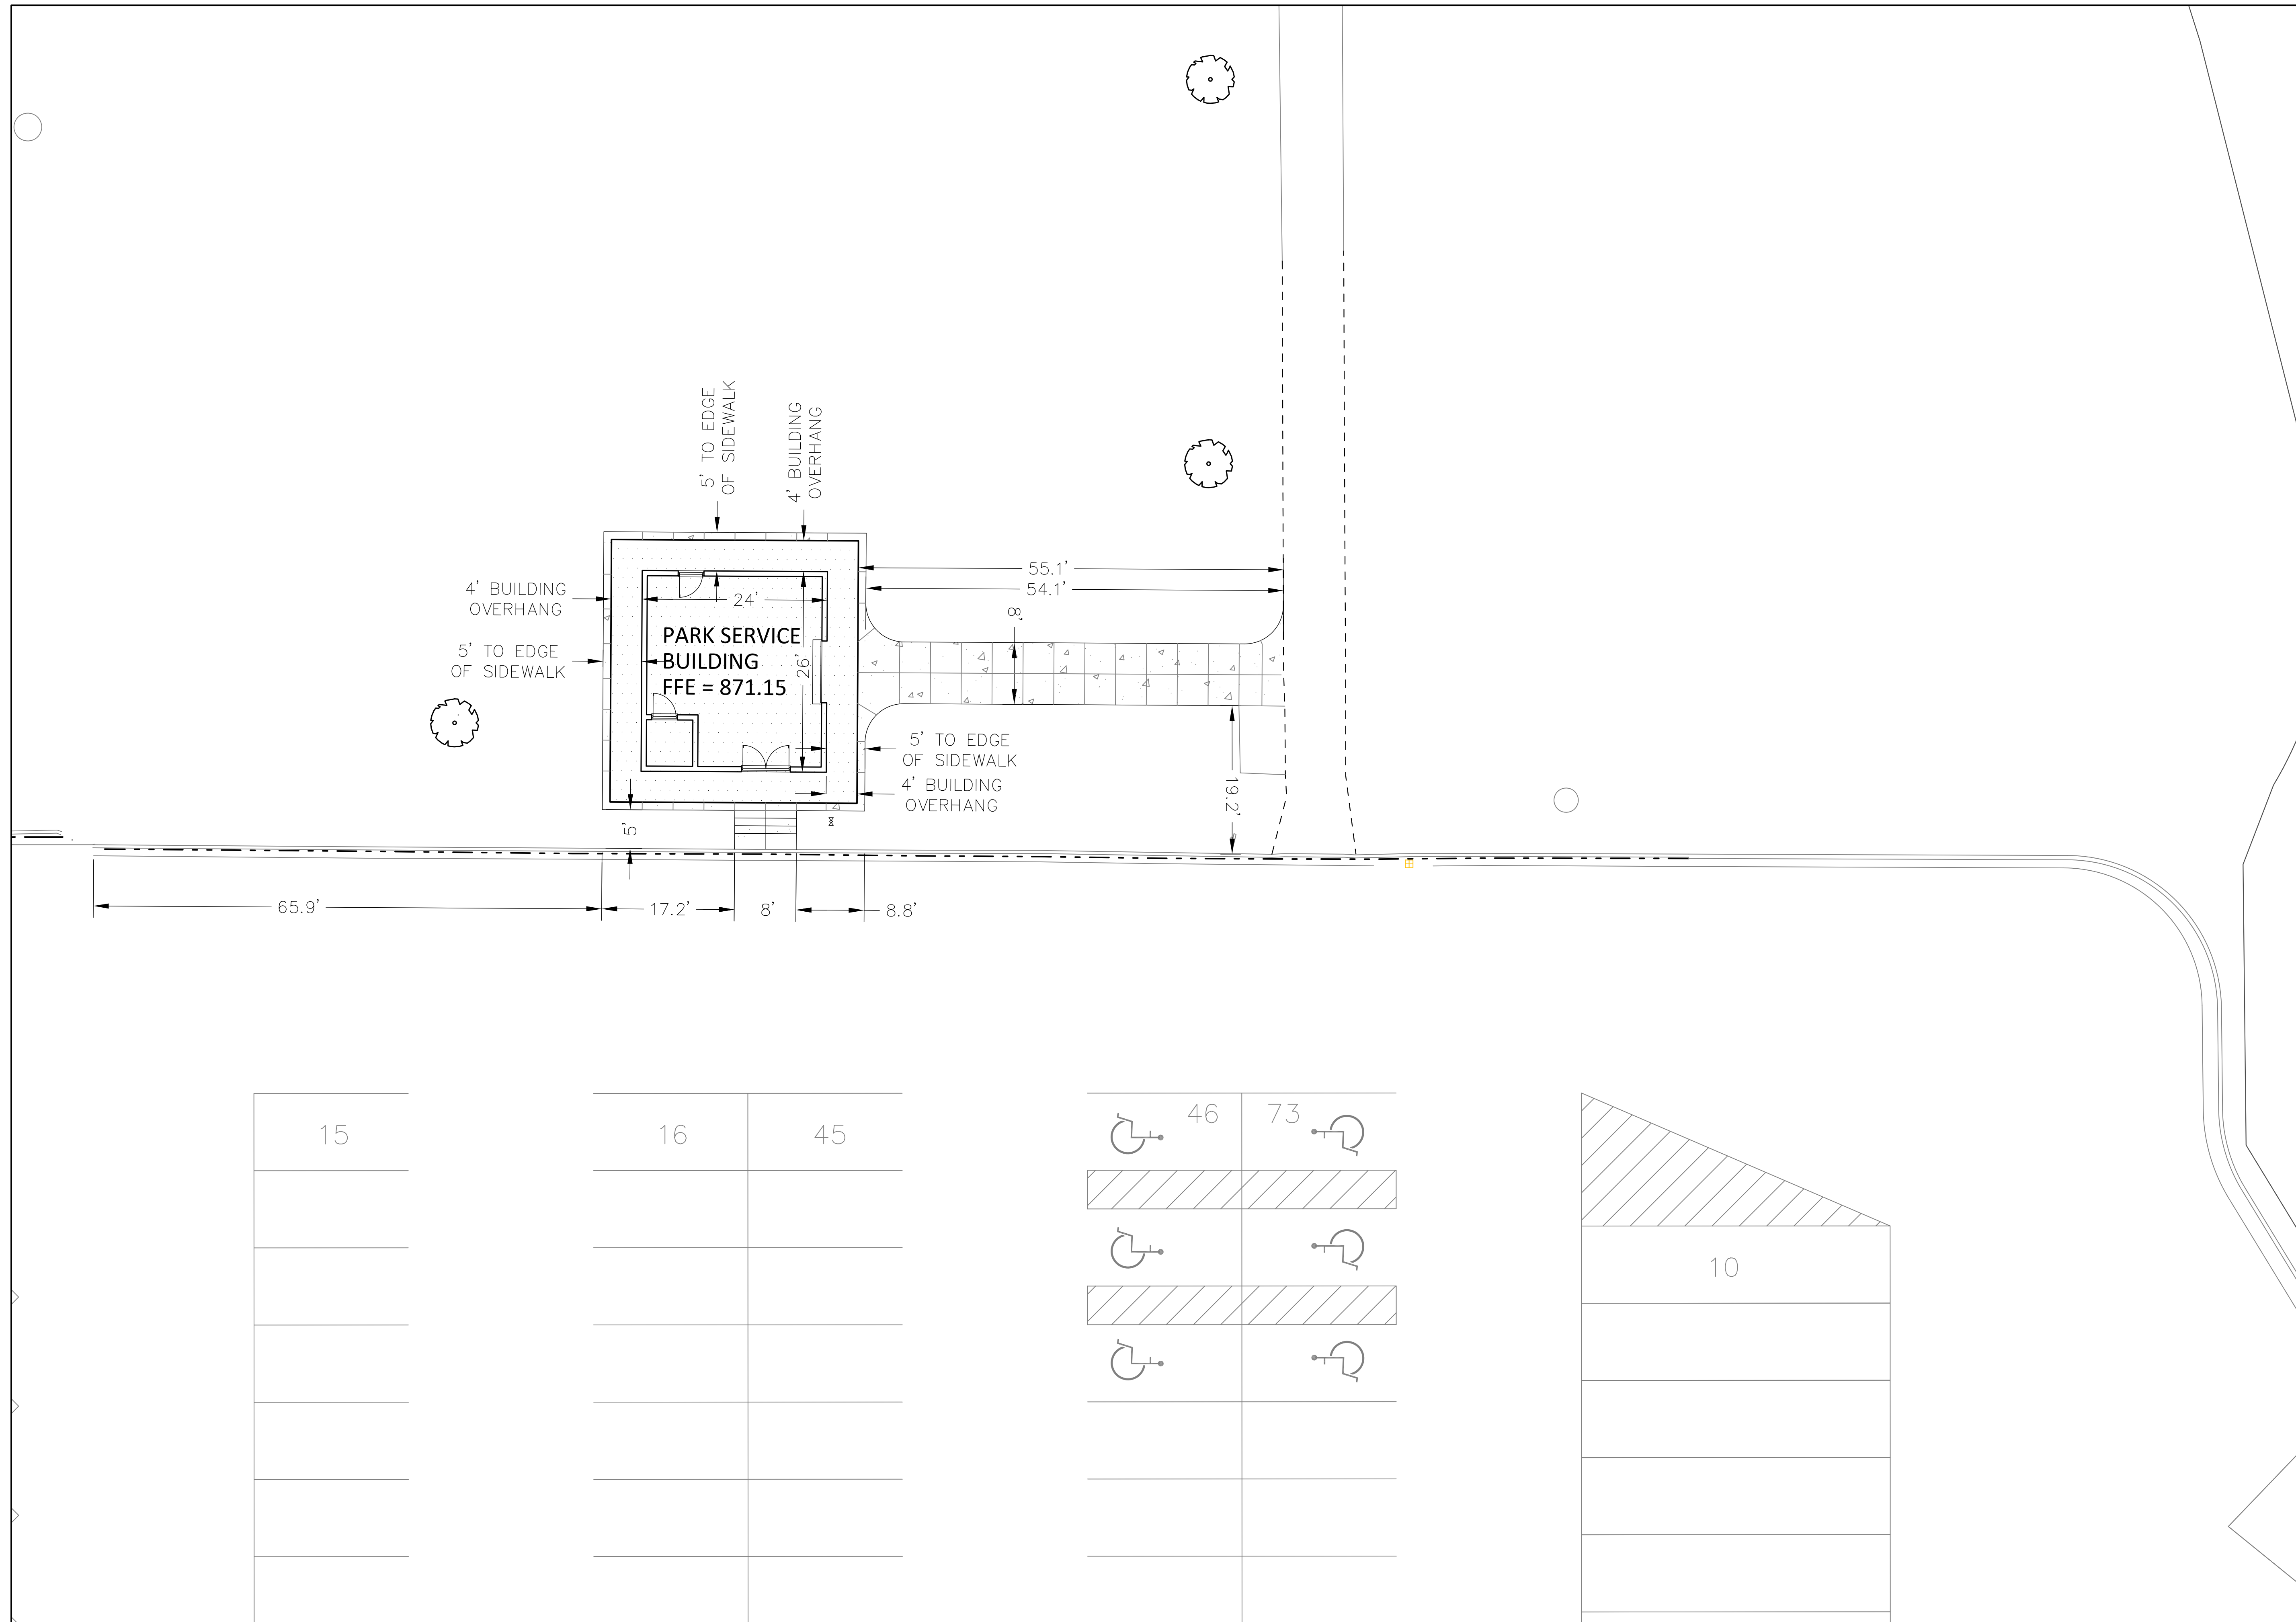 5' TO EDGE
OF SIDEWALK
4' BUILDING
OVERHANG
4' BUILDING
OVERHANG
5' TO EDGE
OF SIDEWALK
24'
PARK SERVICE
BUILDING
FFE = 871.15
26'
55.1'
54.1'
8'
5' TO EDGE
OF SIDEWALK
4' BUILDING
OVERHANG
19.2'
5'
65.9'
17.2'
8'
8.8'
15
16
45
46
73
10